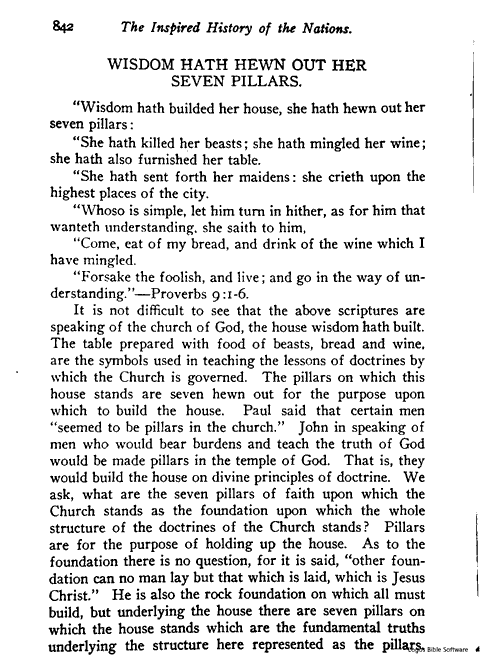 842 The Inspired History of the Nations.
WISDOM HATH HEWN OUT HER
SEVEN PILLARS.
"Wisdom hath builded her house, she hath hewn out her
seven pillars:
"She hath killed her beasts; she hath mingled her wine;
she hath also furnished her table.
"She hath sent forth her maidens: she crieth upon the
highest places of the city.
"Whoso is simple, let him turn in hither, as for him that
wanteth understanding, she saith to him,
"Come, eat of my bread, and drink of the wine which I
have mingled.
"Forsake the foolish, and live; and go in the way of un-
derstanding."—Proverbs 9:1-6.
It is not difficult to see that the above scriptures are
speaking of the church of God, the house wisdom hath built.
The table prepared with food of beasts, bread and wine,
are the symbols used in teaching the lessons of doctrines by
which the Church is governed. The pillars on which this
house stands are seven hewn out for the purpose upon
which to build the house. Paul said that certain men
"seemed to be pillars in the church." John in speaking of
men who would bear burdens and teach the truth of God
would be made pillars in the temple of God. That is, they
would build the house on divine principles of doctrine. We
ask, what are the seven pillars of faith upon which the
Church stands as the foundation upon which the whole
structure of the doctrines of the Church stands? Pillars
are for the purpose of holding up the house. As to the
foundation there is no question, for it is said, "other foun-
dation can no man lay but that which is laid, which is Jesus
Christ." He is also the rock foundation on which all must
build, but underlying the house there are seven pillars on
which the house stands which are the fundamental truths
underlying the structure here represented as the pillars,
Bible Software